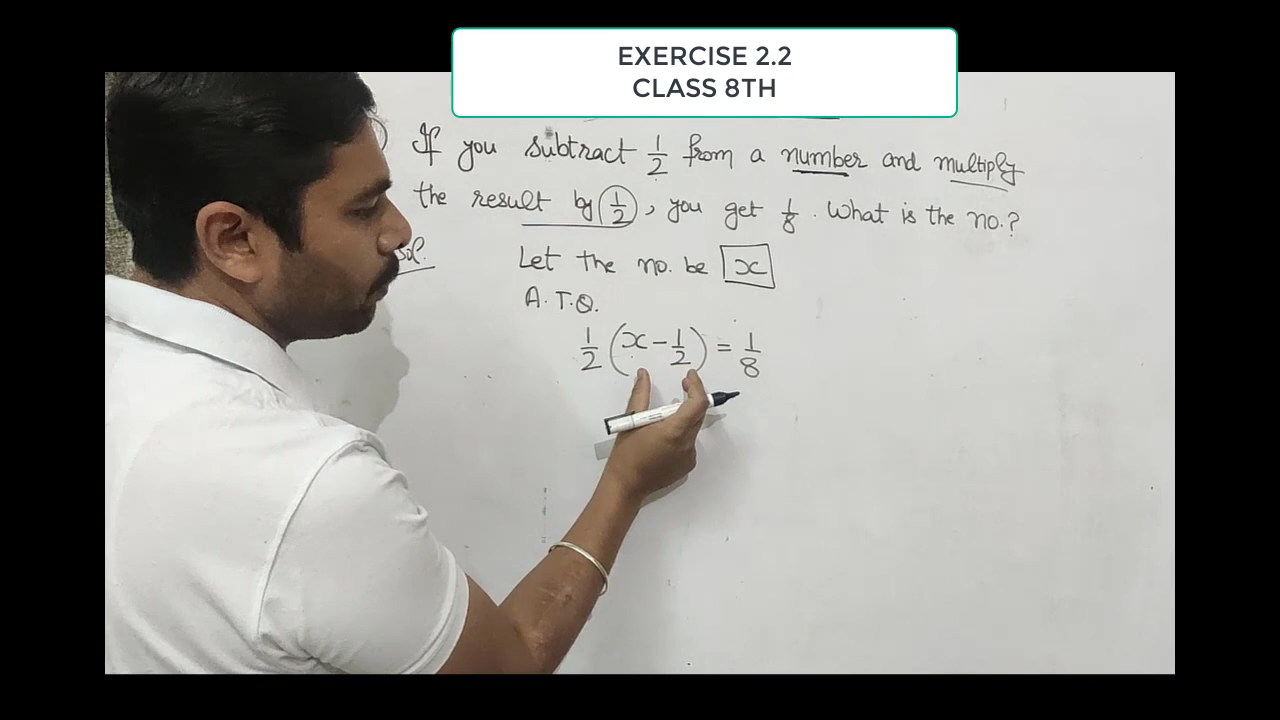 EXERCISE 2.2
CLASS 8TH
) If you subtract 1/2 from a number and multiply
the result by 1/2, you get 1/8. What is the no.?
Sol.
Let the no. be x
A.T.Q.
1/2 (x - 1/2) = 1/8